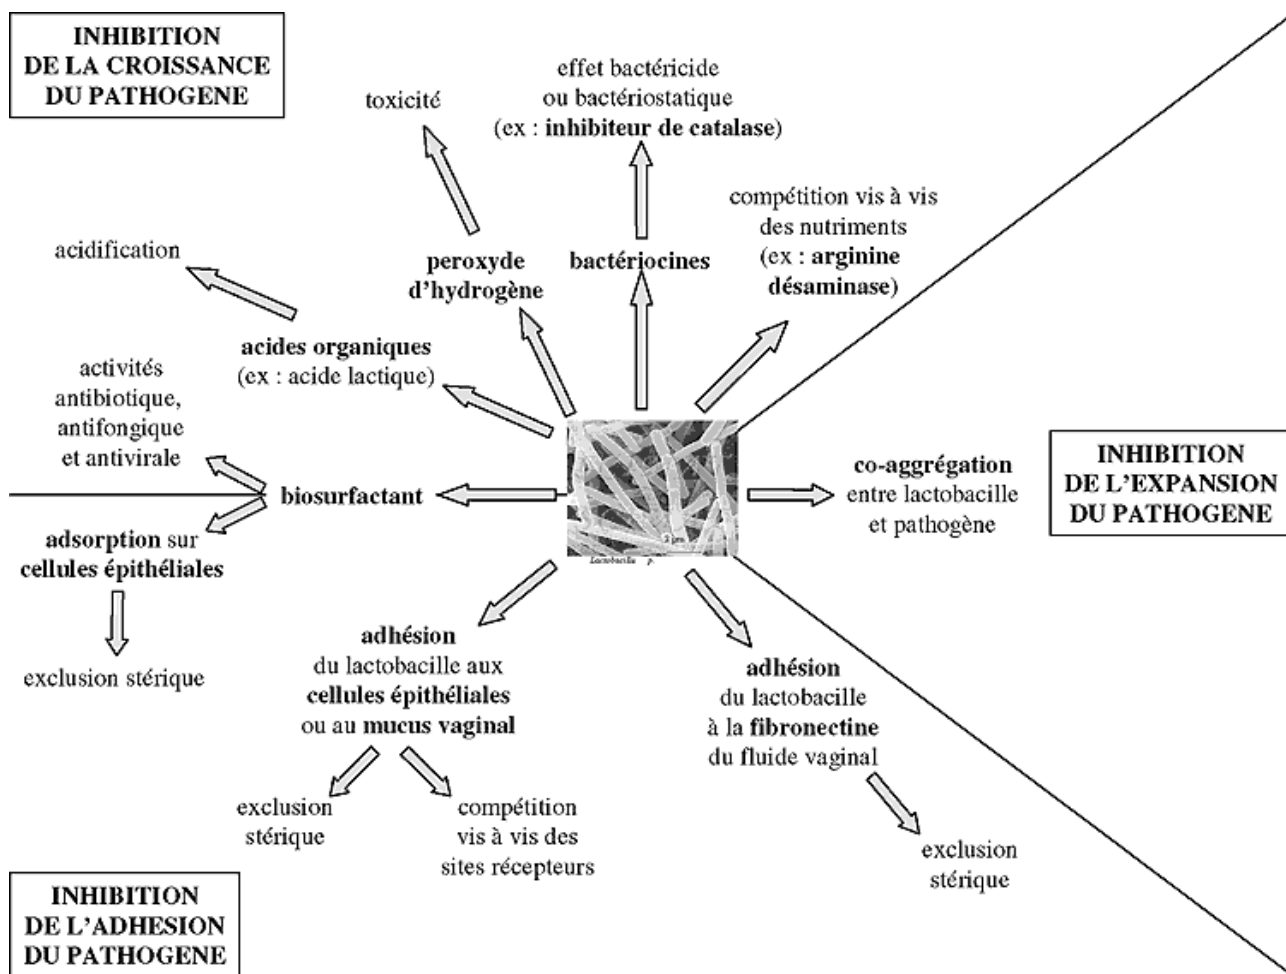 INHIBITION
DE LA CROISSANCE
DU PATHOGENE
toxicité
effet bactéricide
ou bactériostatique
(ex : inhibiteur de catalase)
compétition vis à vis
des nutriments
(ex : arginine
désaminase)
acidification
peroxyde
d'hydrogène
bactériocines
acides organiques
(ex : acide lactique)
activités
antibiotique,
antifongique
et antivirale
biosurfactant
co-aggrégation
entre lactobacille
et pathogène
INHIBITION
DE L'EXPANSION
DU PATHOGENE
2 µm
Lactobacille p.
adsorption sur
cellules épithéliales
exclusion stérique
adhésion
du lactobacille aux
cellules épithéliales
ou au mucus vaginal
adhésion
du lactobacille
à la fibronectine
du fluide vaginal
exclusion
stérique
compétition
vis à vis des
sites récepteurs
exclusion
stérique
INHIBITION
DE L'ADHESION
DU PATHOGENE